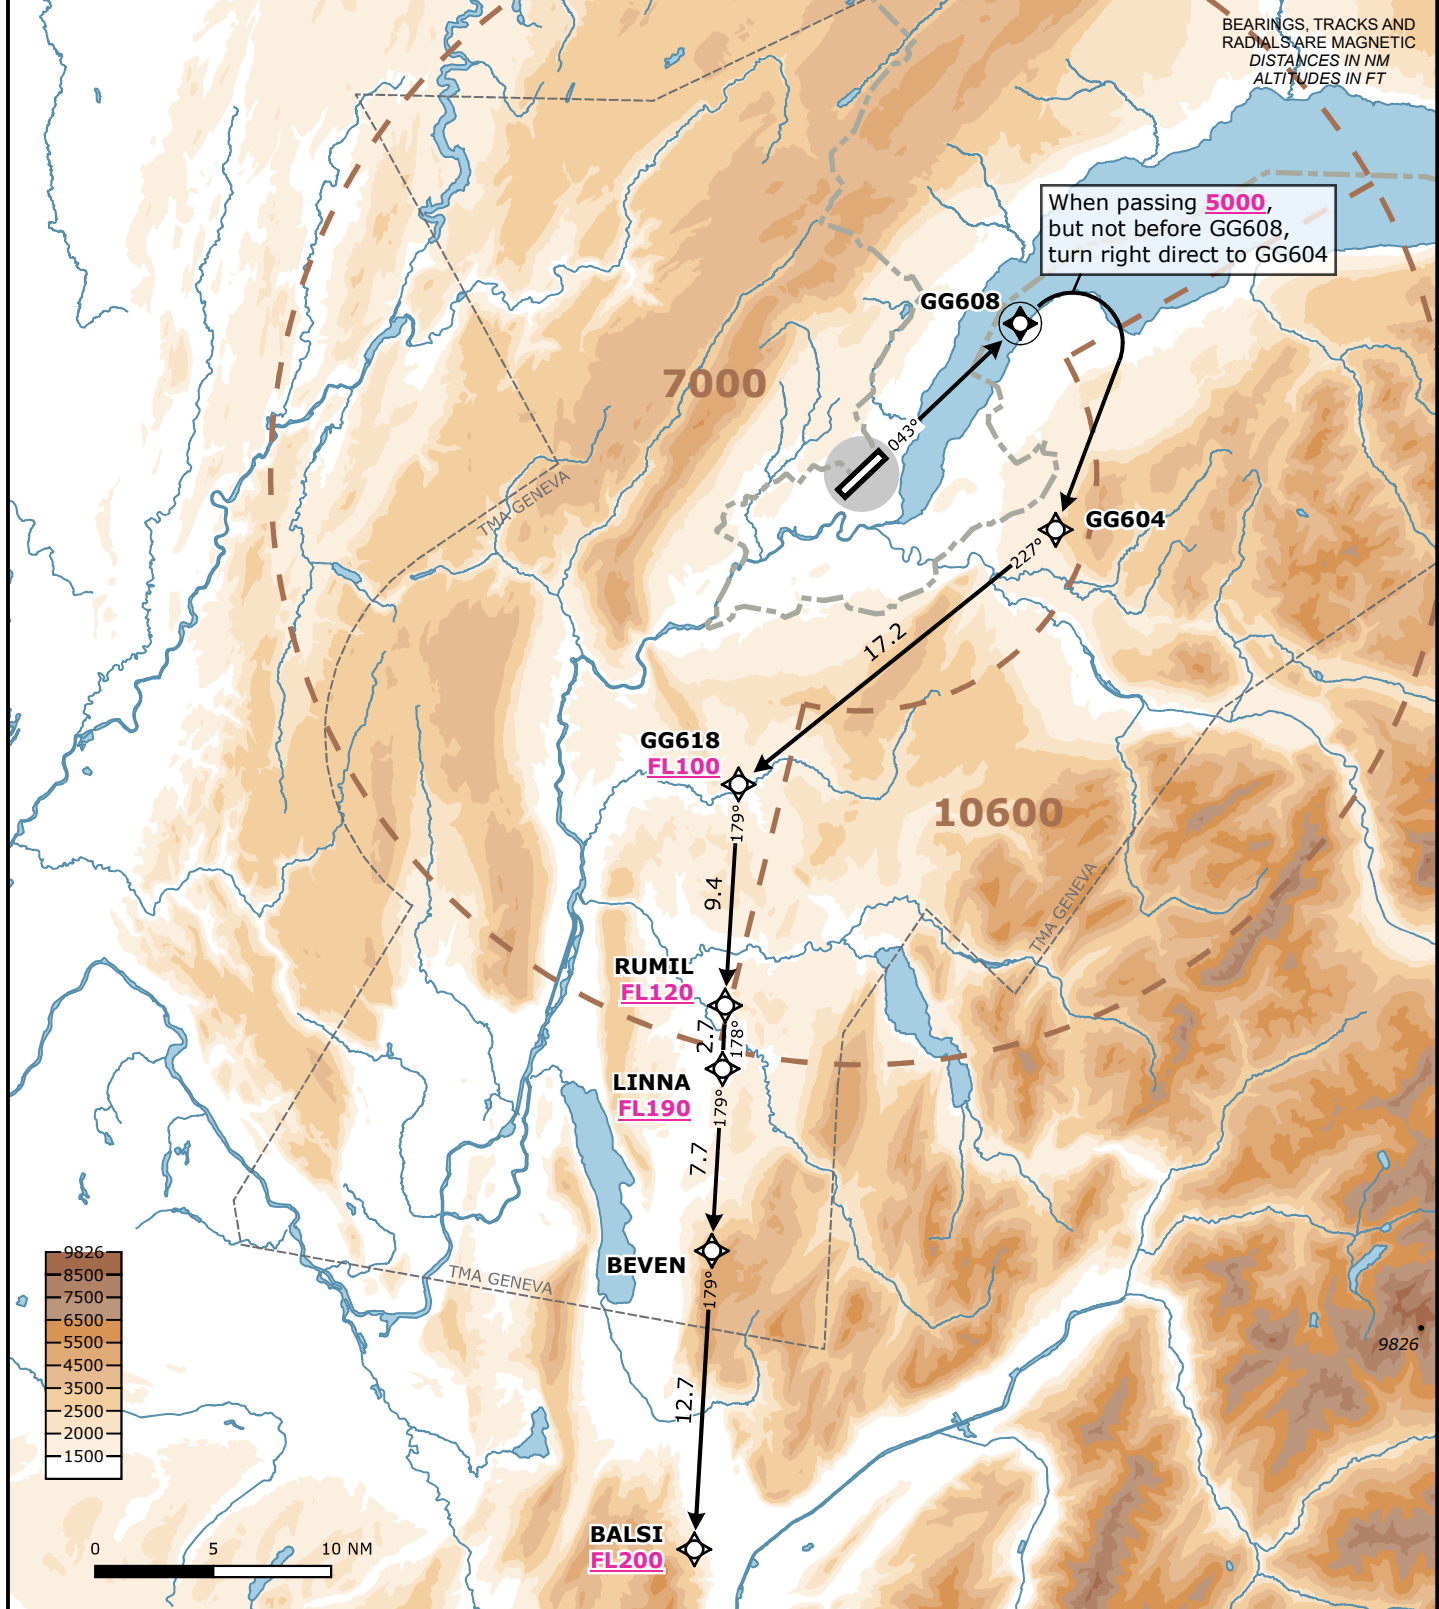 BEARINGS, TRACKS AND
RADIALS ARE MAGNETIC
DISTANCES IN NM
ALTITUDES IN FT
When passing 5000,
but not before GG608,
turn right direct to GG604
GG608
7000
043°
TMA GENEVA
GG604
227°
17.2
GG618
FL100
179°
10600
9.4
TMA GENEVA
RUMIL
FL120
2.7
178°
LINNA
FL190
179°
7.7
BEVEN
TMA GENEVA
179°
9826
8500
7500
6500
5500
4500
3500
2500
2000
1500
9826
12.7
BALSI
FL200
0 5 10 NM